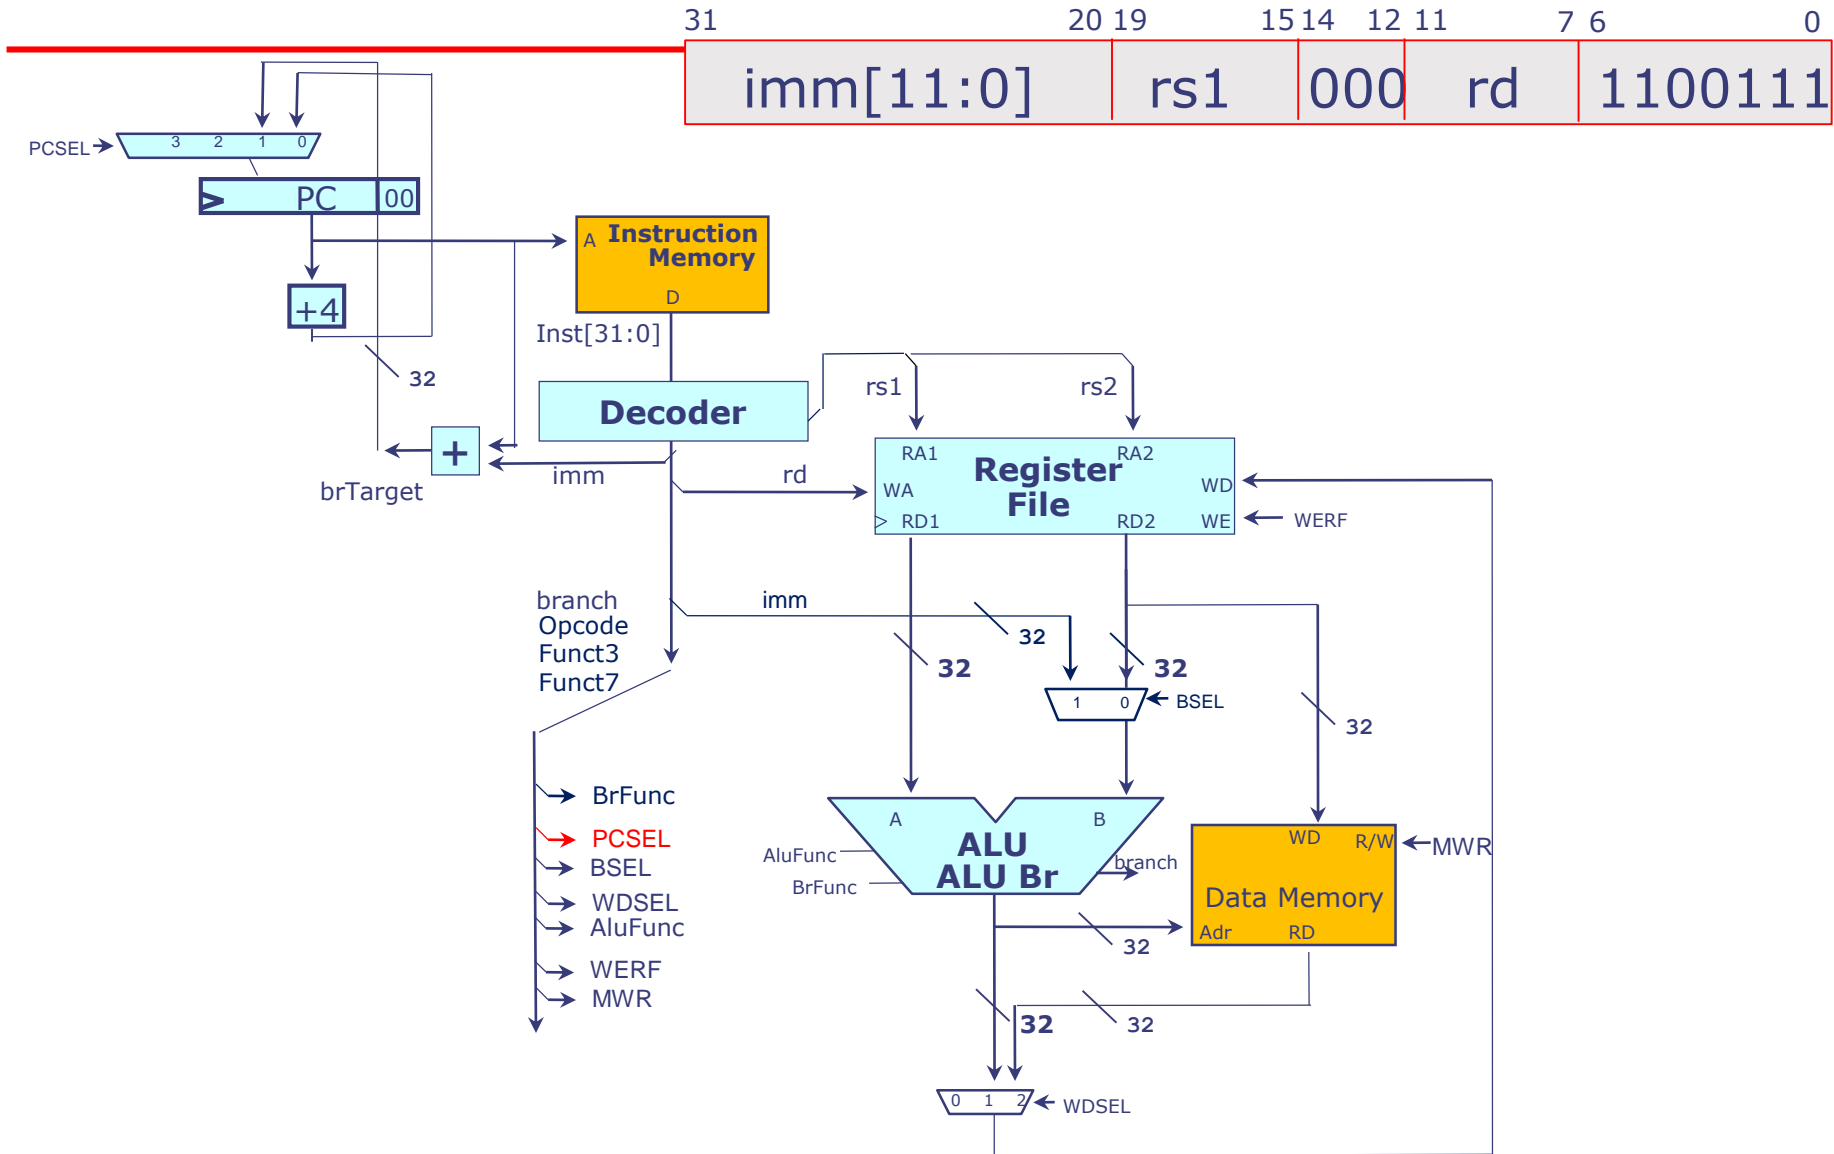 31 20 19 15 14 12 11 7 6 0
imm[11:0] rs1 000 rd 1100111
PCSEL 3 2 1 0
PC 00
A Instruction
Memory
D
+4
Inst[31:0]
32
rs1 rs2
Decoder
+ imm
brTarget
rd
RA1 RA2
Register
File
WA WD
RD1 RD2 WE WERF
branch
Opcode
Funct3
Funct7
imm
32
32
32
1 0 BSEL
32
BrFunc
PCSEL
BSEL
WDSEL
AluFunc
WERF
MWR
A B
ALU
ALU Br
AluFunc
BrFunc
branch
WD R/W MWR
Data Memory
Adr RD
32
32
32
0 1 2 WDSEL